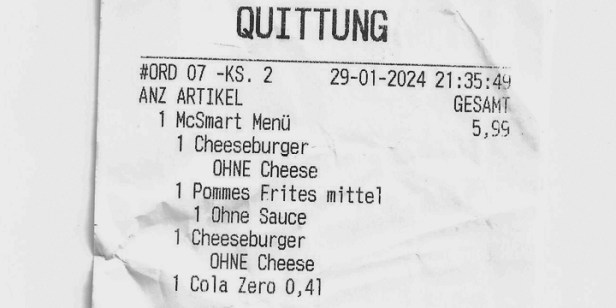 QUITTUNG
#ORD 07 -KS. 2 29-01-2024 21:35:49
ANZ ARTIKEL GESAMT
1 McSmart Menü 5,99
1 Cheeseburger
OHNE Cheese
1 Pommes Frites mittel
1 Ohne Sauce
1 Cheeseburger
OHNE Cheese
1 Cola Zero 0,4l